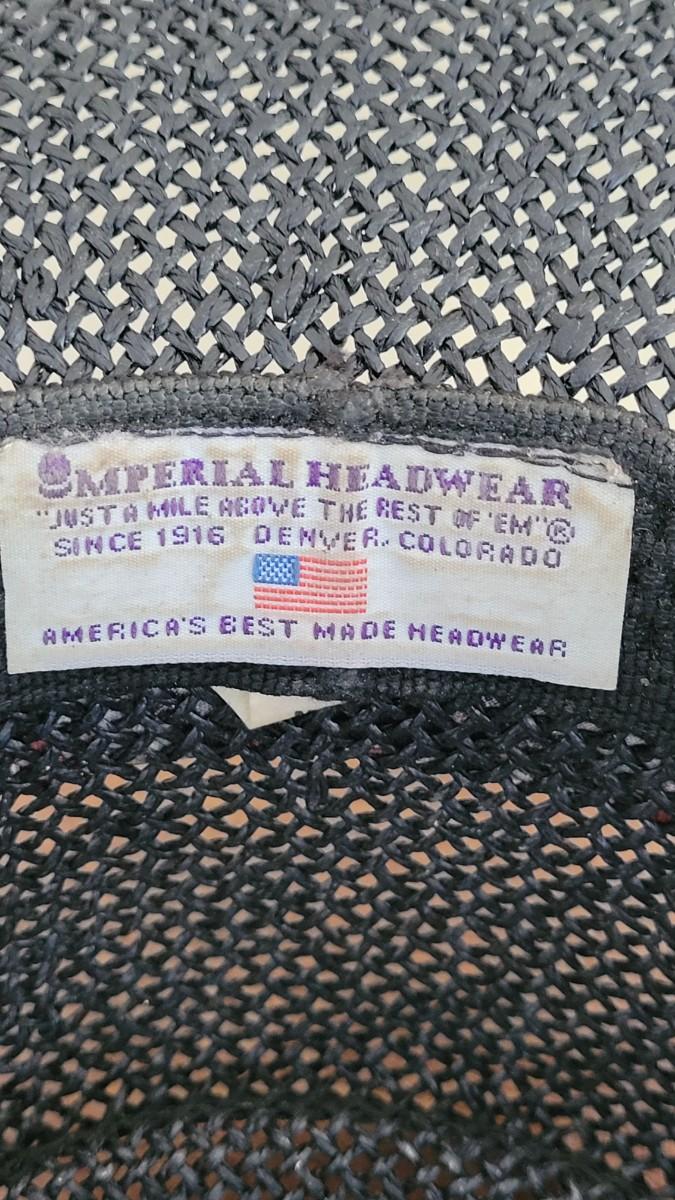 IMPERIAL HEADWEAR
"JUST A MILE ABOVE THE REST OF 'EM"®
SINCE 1916 DENVER, COLORADO
AMERICA'S BEST MADE HEADWEAR